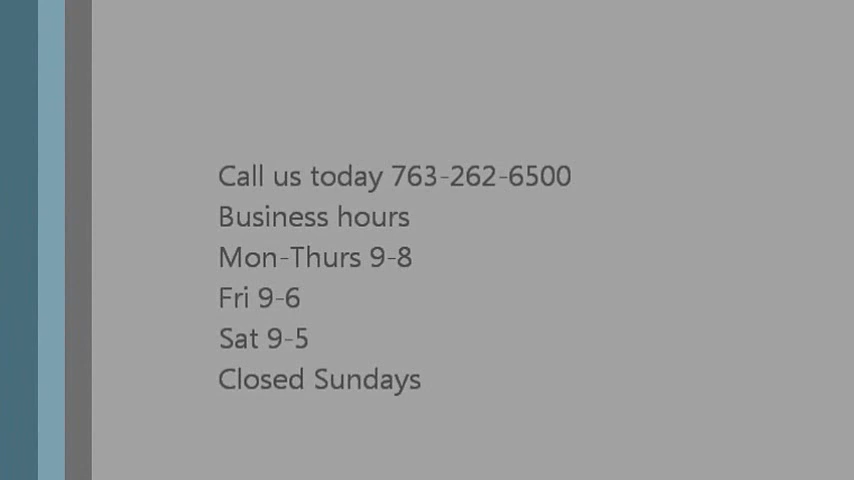 Call us today 763-262-6500
Business hours
Mon-Thurs 9-8
Fri 9-6
Sat 9-5
Closed Sundays